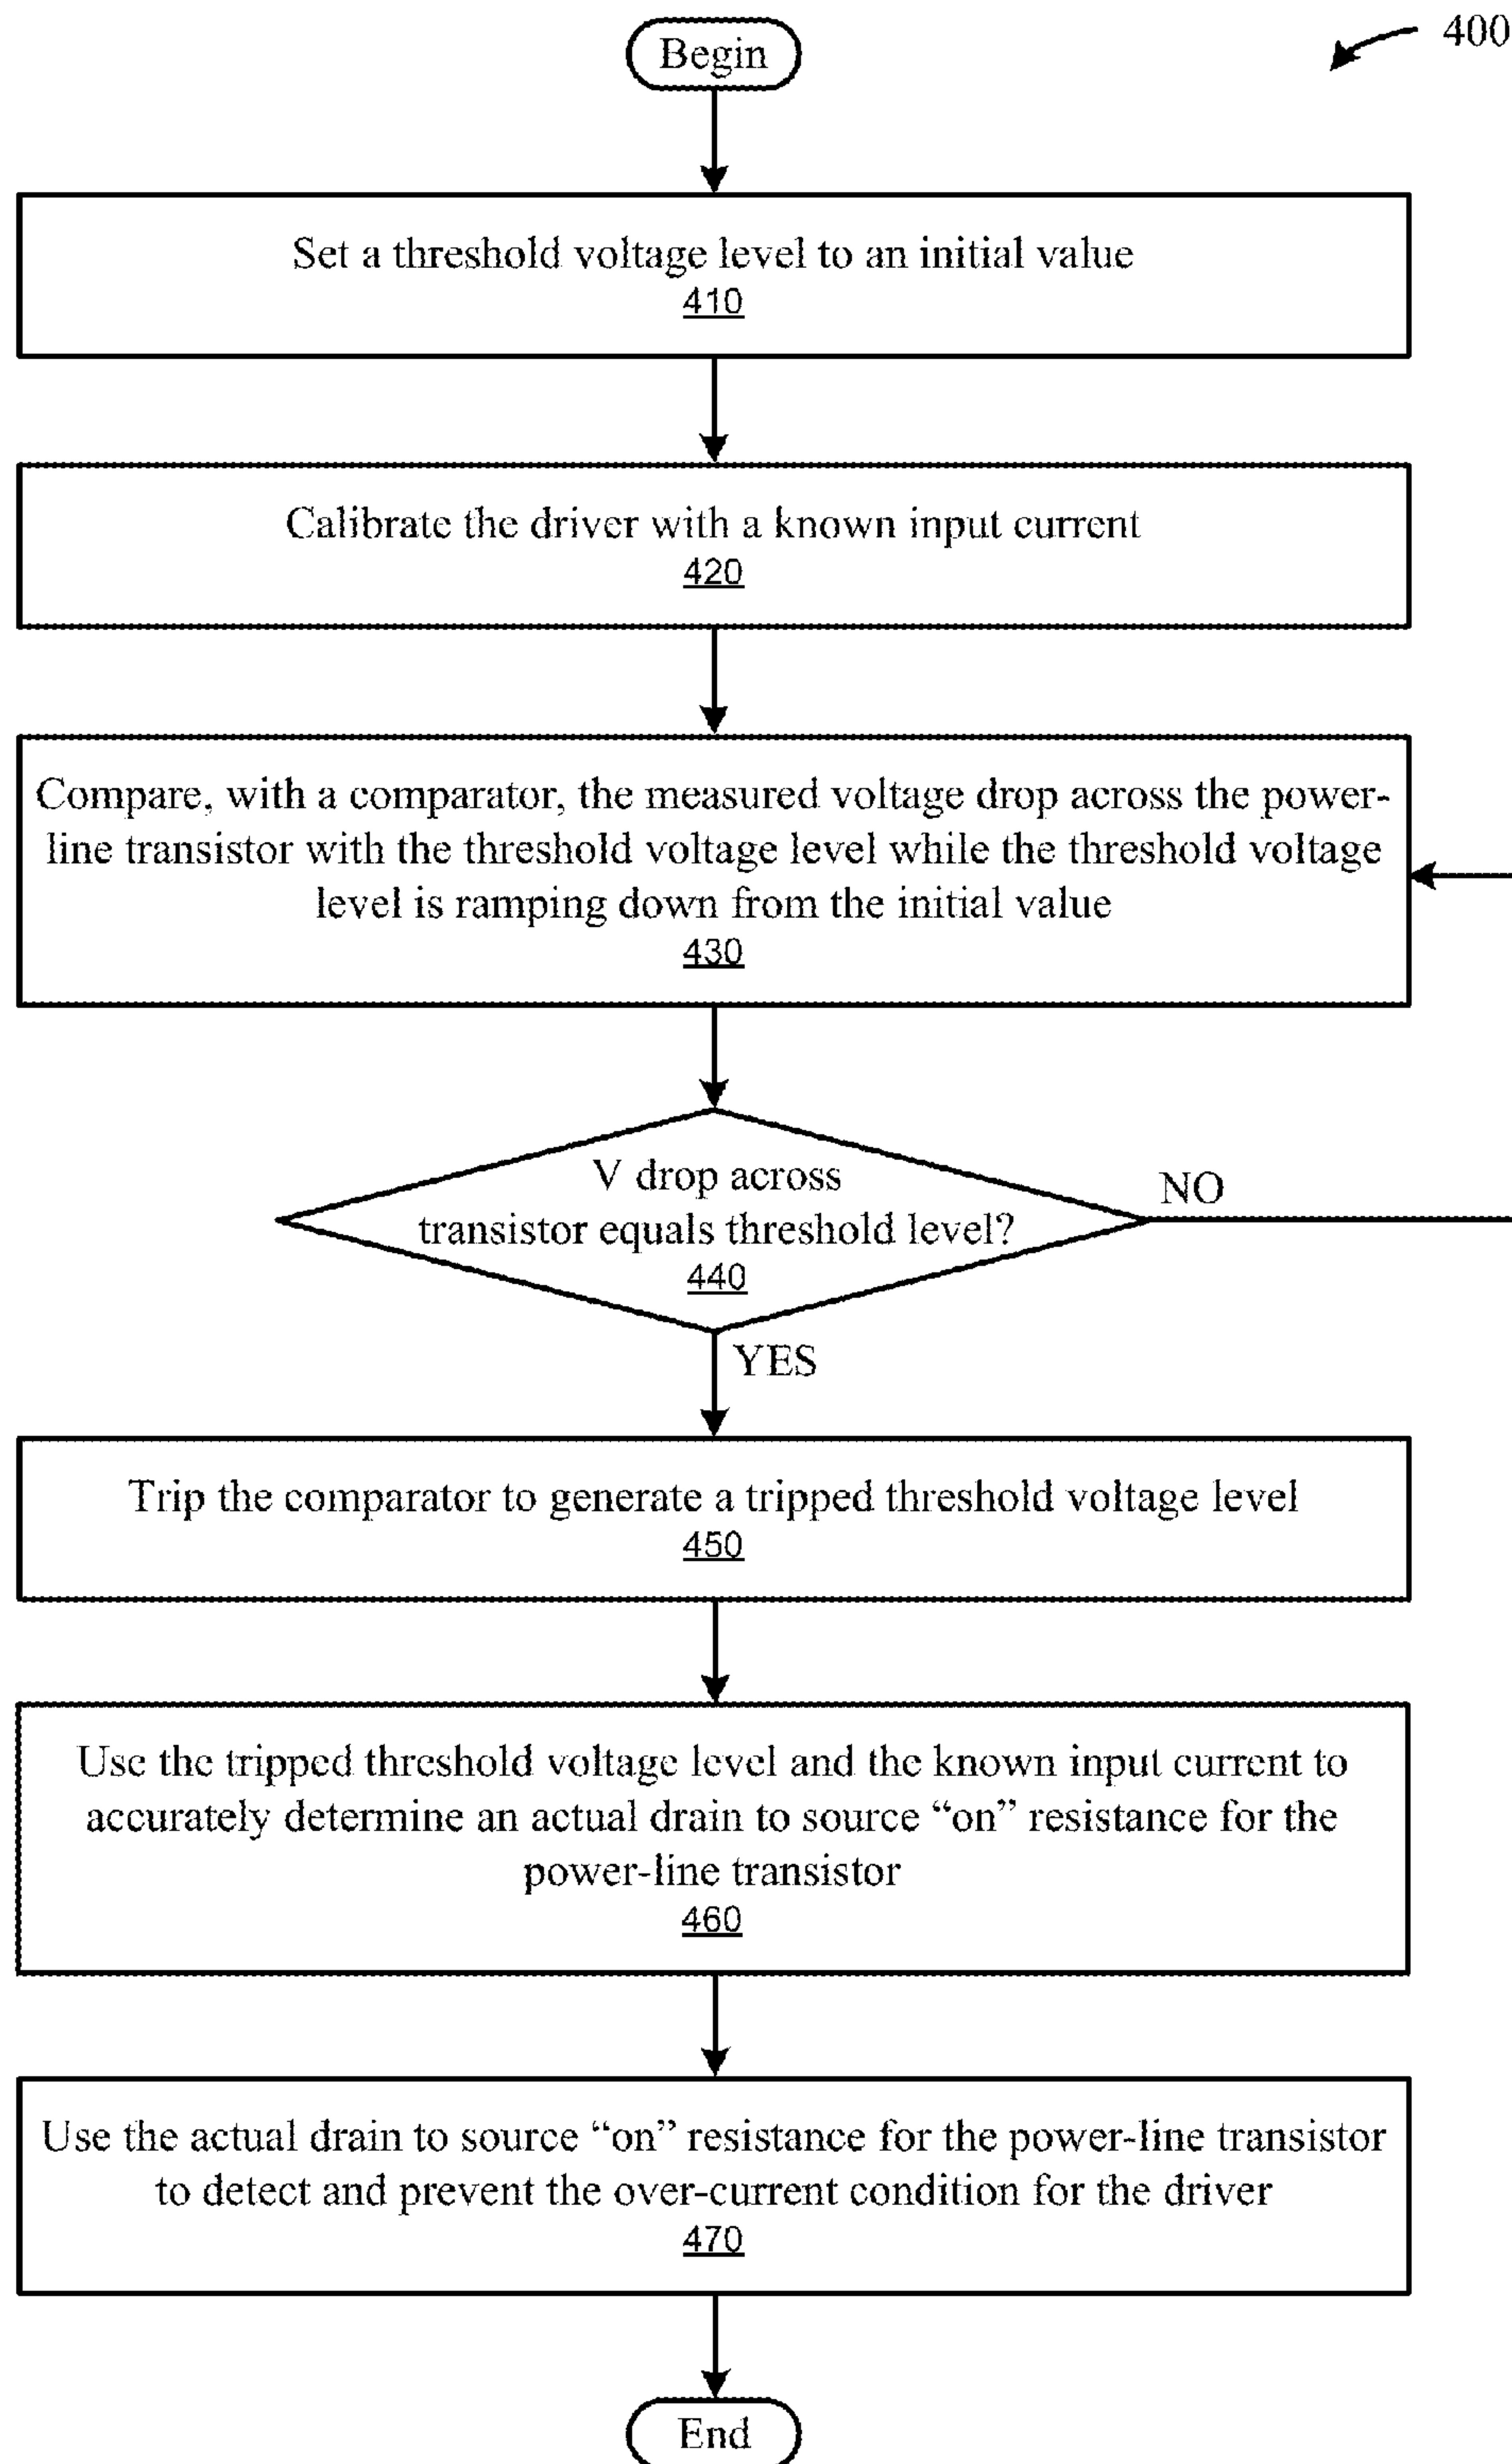 400
Begin
Set a threshold voltage level to an initial value
410
Calibrate the driver with a known input current
420
Compare, with a comparator, the measured voltage drop across the power-
line transistor with the threshold voltage level while the threshold voltage
level is ramping down from the initial value
430
V drop across
transistor equals threshold level?
440
NO
YES
Trip the comparator to generate a tripped threshold voltage level
450
Use the tripped threshold voltage level and the known input current to
accurately determine an actual drain to source “on” resistance for the
power-line transistor
460
Use the actual drain to source “on” resistance for the power-line transistor
to detect and prevent the over-current condition for the driver
470
End